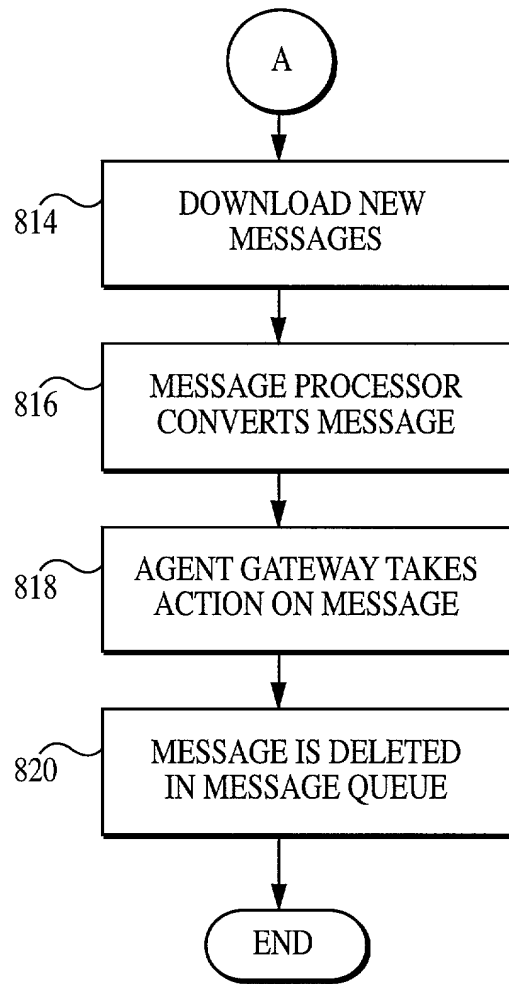 A
814
DOWNLOAD NEW
MESSAGES
816
MESSAGE PROCESSOR
CONVERTS MESSAGE
818
AGENT GATEWAY TAKES
ACTION ON MESSAGE
820
MESSAGE IS DELETED
IN MESSAGE QUEUE
END